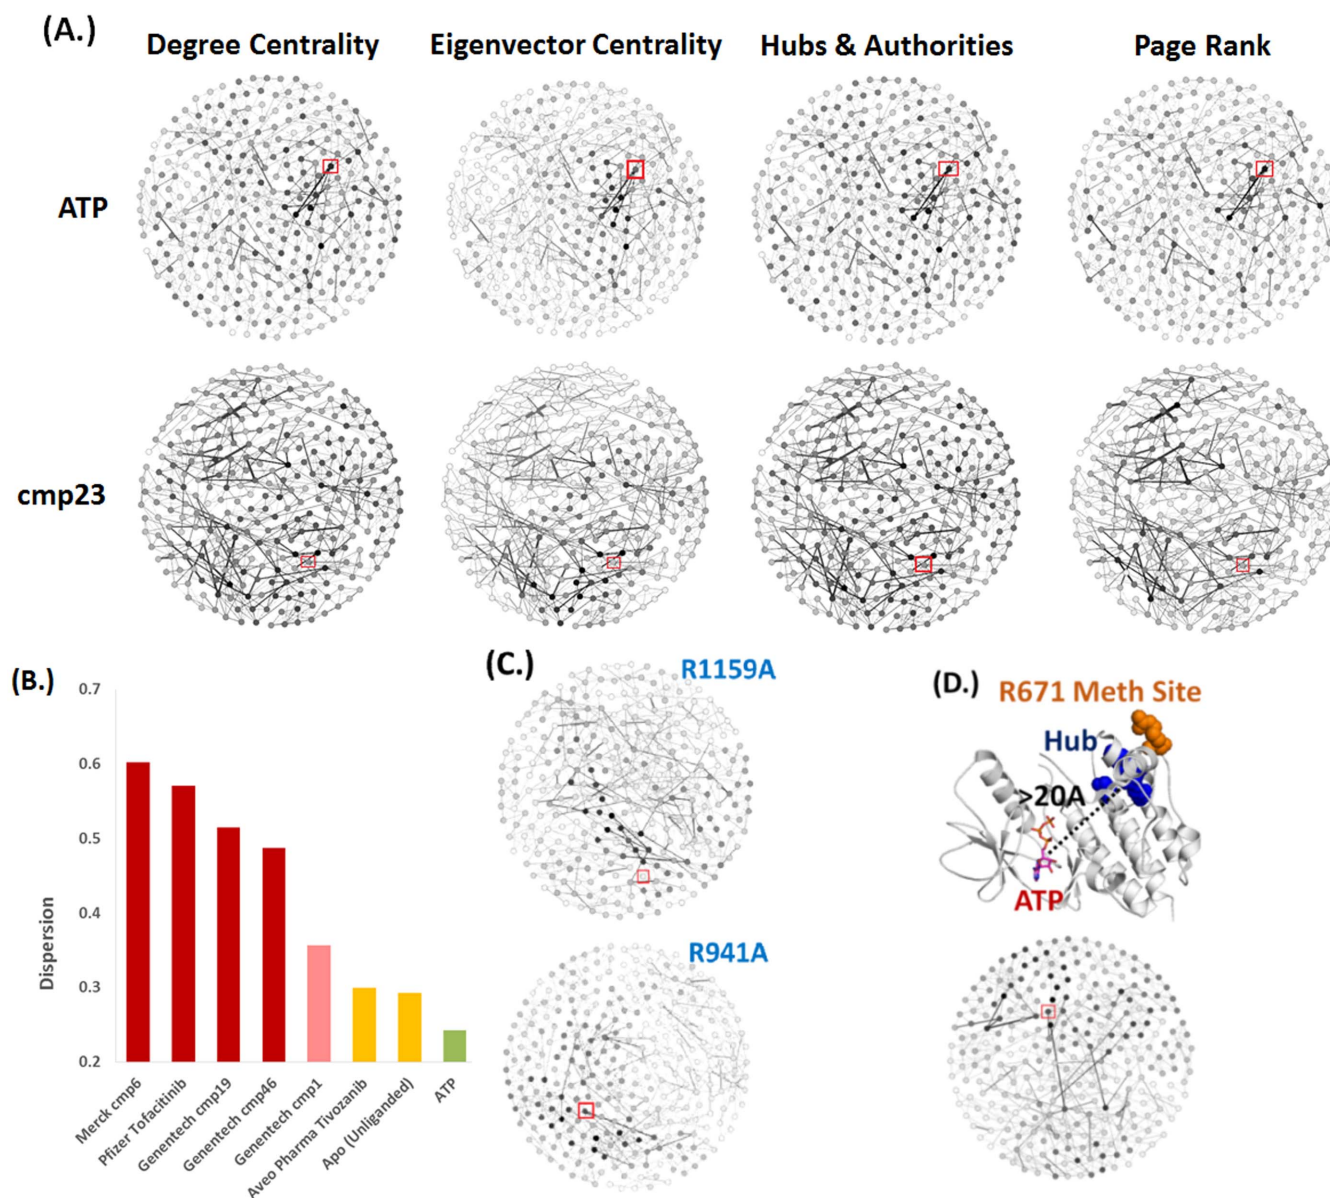 (A.)
Degree Centrality
Eigenvector Centrality
Hubs & Authorities
Page Rank
ATP
cmp23
(B.)
0.7
0.6
0.5
0.4
0.3
0.2
Dispersion
Merck cmp6
Pfizer Tofacitinib
Genentech cmp19
Genentech cmp46
Genentech cmp1
Aveo Pharma Tivozanib
Apo (Unliganded)
ATP
(C.)
R1159A
R941A
(D.)
R671 Meth Site
Hub
>20A
ATP